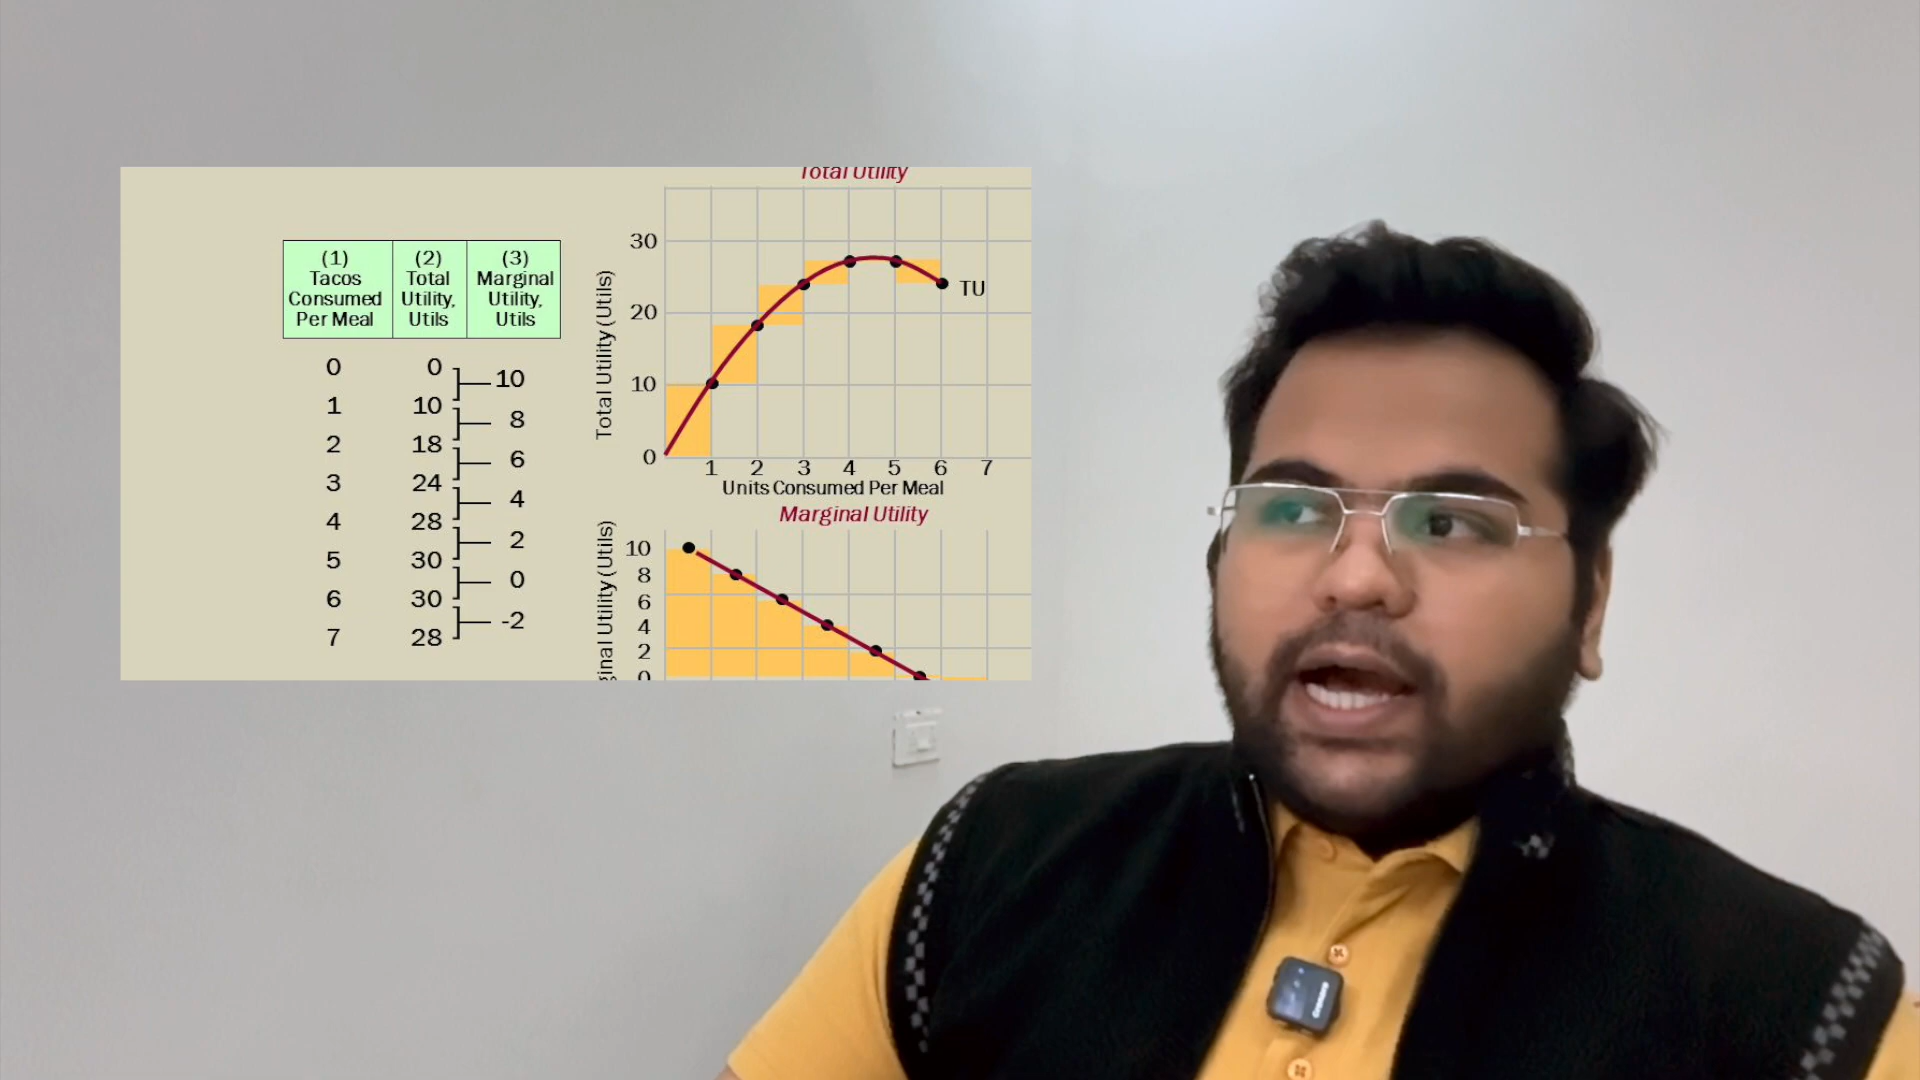 (1)
Tacos
Consumed
Per Meal
(2)
Total
Utility,
Utils
(3)
Marginal
Utility,
Utils
0
1
2
3
4
5
6
7
0
10
18
24
28
30
30
28
10
8
6
4
2
0
-2
Total Utility
Total Utility (Utils)
30
20
10
0
TU
1 2 3 4 5 6 7
Units Consumed Per Meal
Marginal Utility
ginal Utility (Utils)
10
8
6
4
2
0